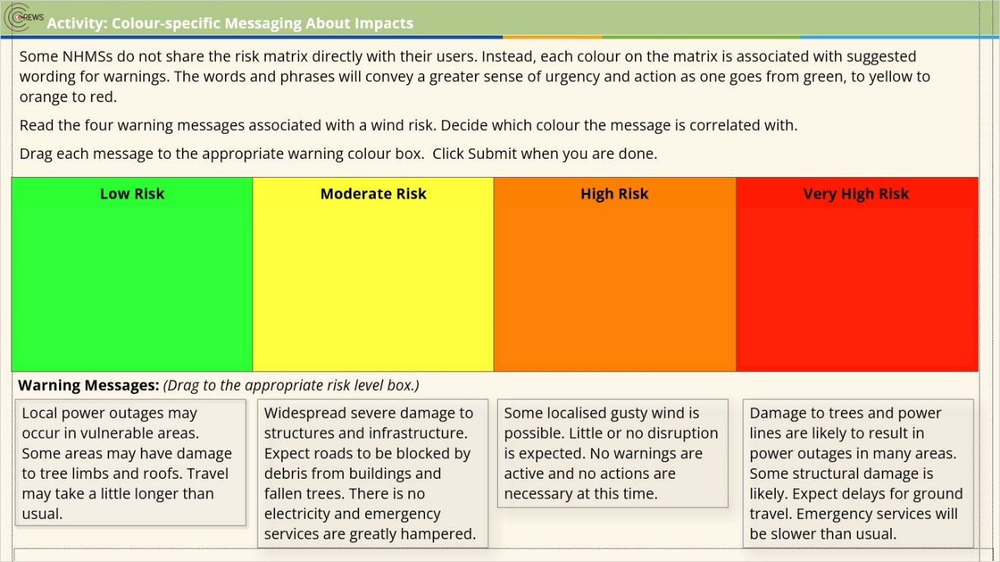 CREWS
Activity: Colour-specific Messaging About Impacts
Some NHMSs do not share the risk matrix directly with their users. Instead, each colour on the matrix is associated with suggested
wording for warnings. The words and phrases will convey a greater sense of urgency and action as one goes from green, to yellow to
orange to red.
Read the four warning messages associated with a wind risk. Decide which colour the message is correlated with.
Drag each message to the appropriate warning colour box.  Click Submit when you are done.
Low Risk
Moderate Risk
High Risk
Very High Risk
Warning Messages: (Drag to the appropriate risk level box.)
Local power outages may
occur in vulnerable areas.
Some areas may have damage
to tree limbs and roofs. Travel
may take a little longer than
usual.
Widespread severe damage to
structures and infrastructure.
Expect roads to be blocked by
debris from buildings and
fallen trees. There is no
electricity and emergency
services are greatly hampered.
Some localised gusty wind is
possible. Little or no disruption
is expected. No warnings are
active and no actions are
necessary at this time.
Damage to trees and power
lines are likely to result in
power outages in many areas.
Some structural damage is
likely. Expect delays for ground
travel. Emergency services will
be slower than usual.